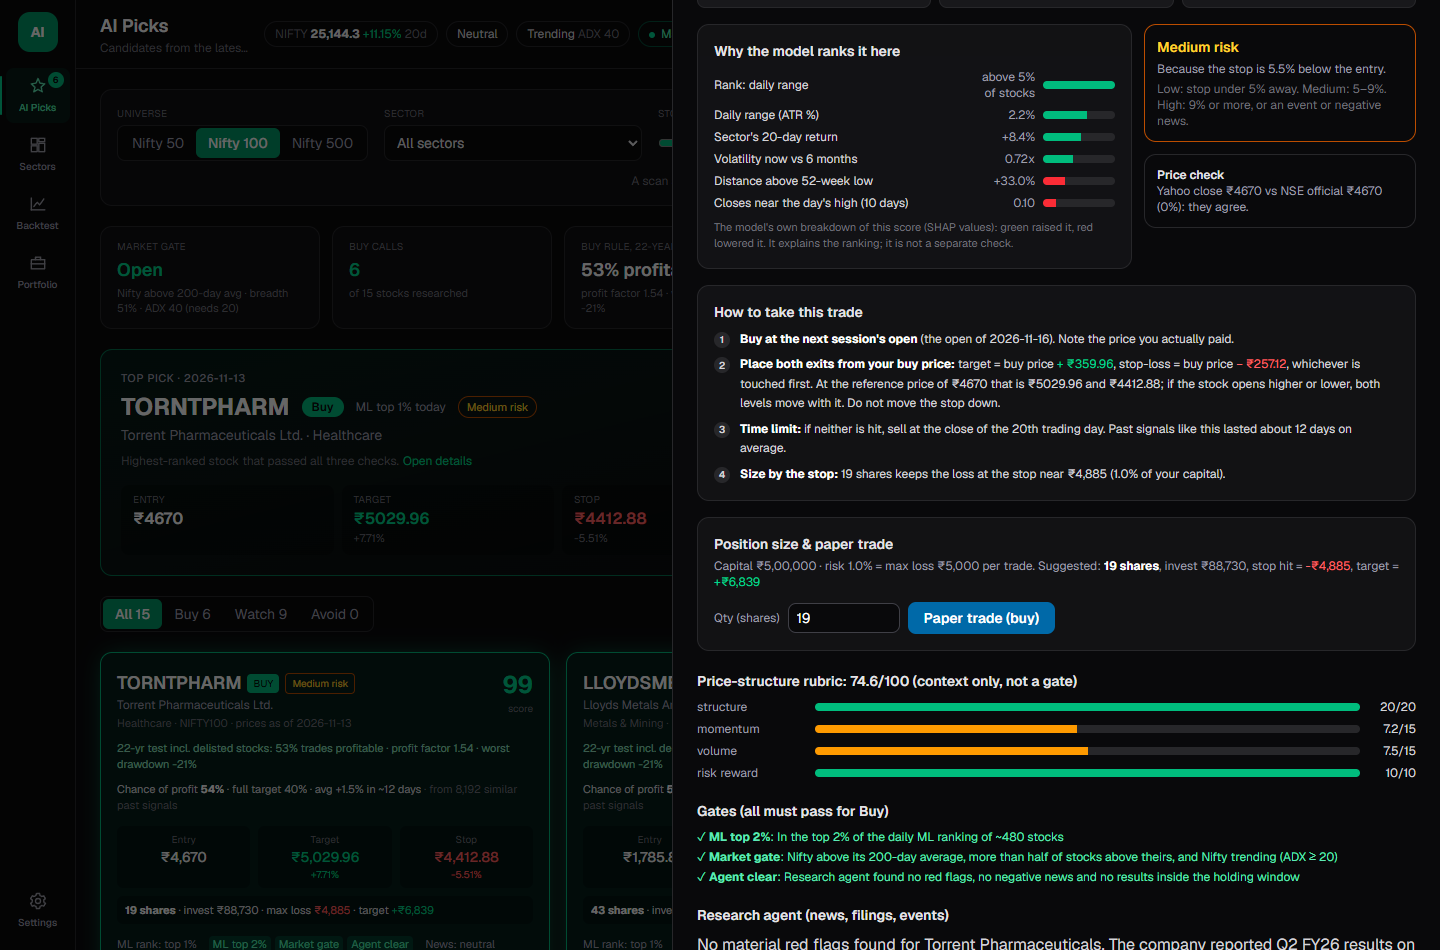 AI
AI Picks
Candidates from the lates...
NIFTY 25,144.3 +11.15% 20d
Neutral
Trending ADX 40
6
AI Picks
Sectors
Backtest
Portfolio
Settings
UNIVERSE
Nifty 50
Nifty 100
Nifty 500
SECTOR
All sectors
A scan
MARKET GATE
Open
Nifty above 200-day avg · breadth
51% · ADX 40 (needs 20)
BUY CALLS
6
of 15 stocks researched
BUY RULE, 22-YEA
53% profit
profit factor 1.54 ·
-21%
TOP PICK · 2026-11-13
TORNTPHARM Buy ML top 1% today Medium risk
Torrent Pharmaceuticals Ltd. · Healthcare
Highest-ranked stock that passed all three checks. Open details
ENTRY
₹4670
TARGET
₹5029.96
+7.71%
STOP
₹4412.88
-5.51%
All 15
Buy 6
Watch 9
Avoid 0
TORNTPHARM BUY Medium risk
99
score
Torrent Pharmaceuticals Ltd.
Healthcare · NIFTY100 · prices as of 2026-11-13
22-yr test incl. delisted stocks: 53% trades profitable · profit factor 1.54 · worst
drawdown -21%
Chance of profit 54% · full target 40% · avg +1.5% in ~12 days · from 8,192 similar
past signals
Entry
₹4,670
Target
₹5,029.96
+7.71%
Stop
₹4,412.88
-5.51%
19 shares · invest ₹88,730 · max loss ₹4,885 · target +₹6,839
ML rank: top 1% ML top 2% Market gate Agent clear News: neutral
LLOYDSME
Lloyds Metals A
Metals & Mining ·
22-yr test incl. de
drawdown -21%
Chance of profit 5
past signals
Entry
₹1,785.8
43 shares · inve
ML rank: top 1%
Why the model ranks it here
Rank: daily range above 5%
of stocks
Daily range (ATR %) 2.2%
Sector's 20-day return +8.4%
Volatility now vs 6 months 0.72x
Distance above 52-week low +33.0%
Closes near the day's high (10 days) 0.10
The model's own breakdown of this score (SHAP values): green raised it, red
lowered it. It explains the ranking; it is not a separate check.
Medium risk
Because the stop is 5.5% below the entry.
Low: stop under 5% away. Medium: 5–9%.
High: 9% or more, or an event or negative
news.
Price check
Yahoo close ₹4670 vs NSE official ₹4670
(0%): they agree.
How to take this trade
1 Buy at the next session's open (the open of 2026-11-16). Note the price you actually paid.
2 Place both exits from your buy price: target = buy price + ₹359.96, stop-loss = buy price − ₹257.12, whichever is
touched first. At the reference price of ₹4670 that is ₹5029.96 and ₹4412.88; if the stock opens higher or lower, both
levels move with it. Do not move the stop down.
3 Time limit: if neither is hit, sell at the close of the 20th trading day. Past signals like this lasted about 12 days on
average.
4 Size by the stop: 19 shares keeps the loss at the stop near ₹4,885 (1.0% of your capital).
Position size & paper trade
Capital ₹5,00,000 · risk 1.0% = max loss ₹5,000 per trade. Suggested: 19 shares, invest ₹88,730, stop hit = -₹4,885, target =
+₹6,839
Qty (shares) 19 Paper trade (buy)
Price-structure rubric: 74.6/100 (context only, not a gate)
structure 20/20
momentum 7.2/15
volume 7.5/15
risk reward 10/10
Gates (all must pass for Buy)
✓ ML top 2%: In the top 2% of the daily ML ranking of ~480 stocks
✓ Market gate: Nifty above its 200-day average, more than half of stocks above theirs, and Nifty trending (ADX ≥ 20)
✓ Agent clear: Research agent found no red flags, no negative news and no results inside the holding window
Research agent (news, filings, events)
No material red flags found for Torrent Pharmaceuticals. The company reported Q2 FY26 results on